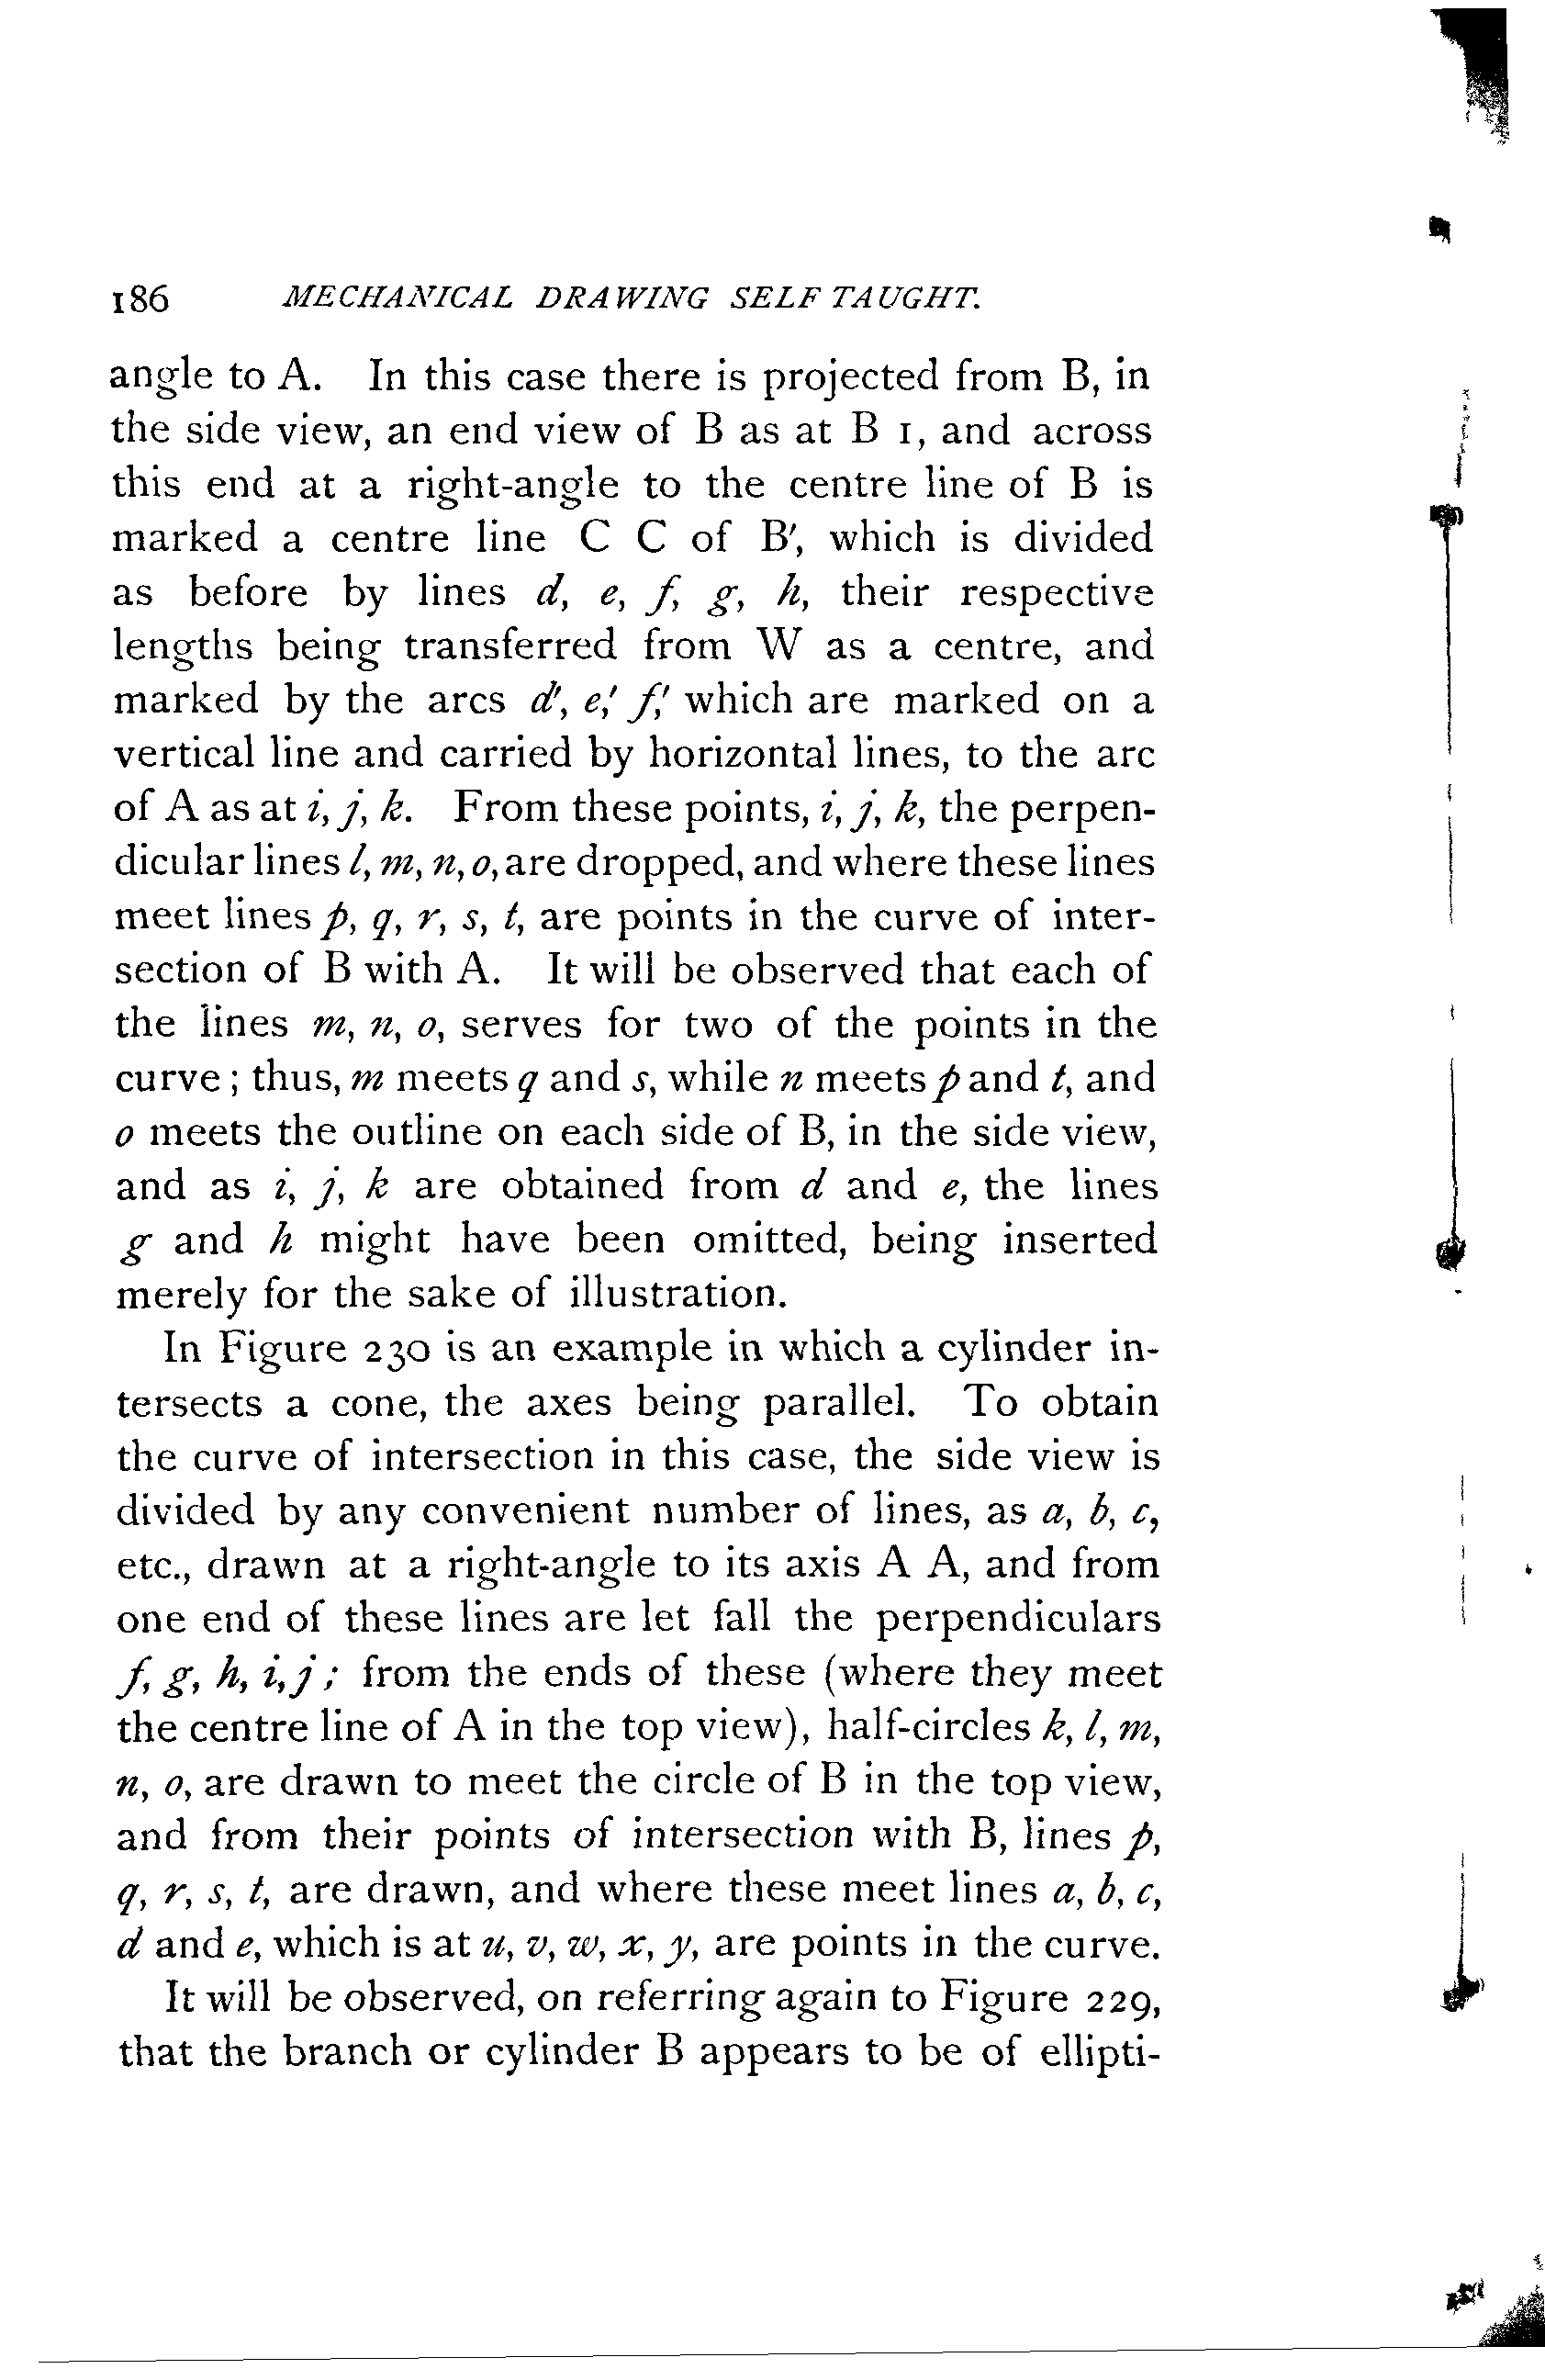 186 MECHANICAL DRAWING SELF TAUGHT.
angle to A. In this case there is projected from B, in
the side view, an end view of B as at B 1, and across
this end at a right-angle to the centre line of B is
marked a centre line C C of B', which is divided
as before by lines d, e, f, g, h, their respective
lengths being transferred from W as a centre, and
marked by the arcs d', e,' f,' which are marked on a
vertical line and carried by horizontal lines, to the arc
of A as at i, j, k. From these points, i, j, k, the perpen-
dicular lines l, m, n, o, are dropped, and where these lines
meet lines p, q, r, s, t, are points in the curve of inter-
section of B with A. It will be observed that each of
the lines m, n, o, serves for two of the points in the
curve; thus, m meets q and s, while n meets p and t, and
o meets the outline on each side of B, in the side view,
and as i, j, k are obtained from d and e, the lines
g and h might have been omitted, being inserted
merely for the sake of illustration.
In Figure 230 is an example in which a cylinder in-
tersects a cone, the axes being parallel. To obtain
the curve of intersection in this case, the side view is
divided by any convenient number of lines, as a, b, c,
etc., drawn at a right-angle to its axis A A, and from
one end of these lines are let fall the perpendiculars
f, g, h, i, j; from the ends of these (where they meet
the centre line of A in the top view), half-circles k, l, m,
n, o, are drawn to meet the circle of B in the top view,
and from their points of intersection with B, lines p,
q, r, s, t, are drawn, and where these meet lines a, b, c,
d and e, which is at u, v, w, x, y, are points in the curve.
It will be observed, on referring again to Figure 229,
that the branch or cylinder B appears to be of ellipti-